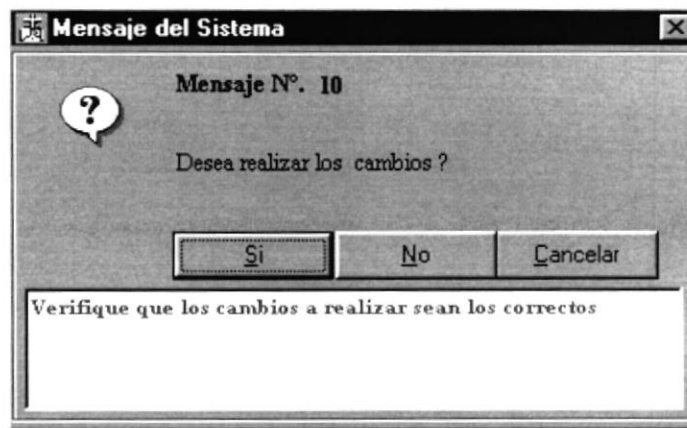 Mensaje del Sistema
Mensaje Nº. 10
?
Desea realizar los cambios ?
Si No Cancelar
Verifique que los cambios a realizar sean los correctos